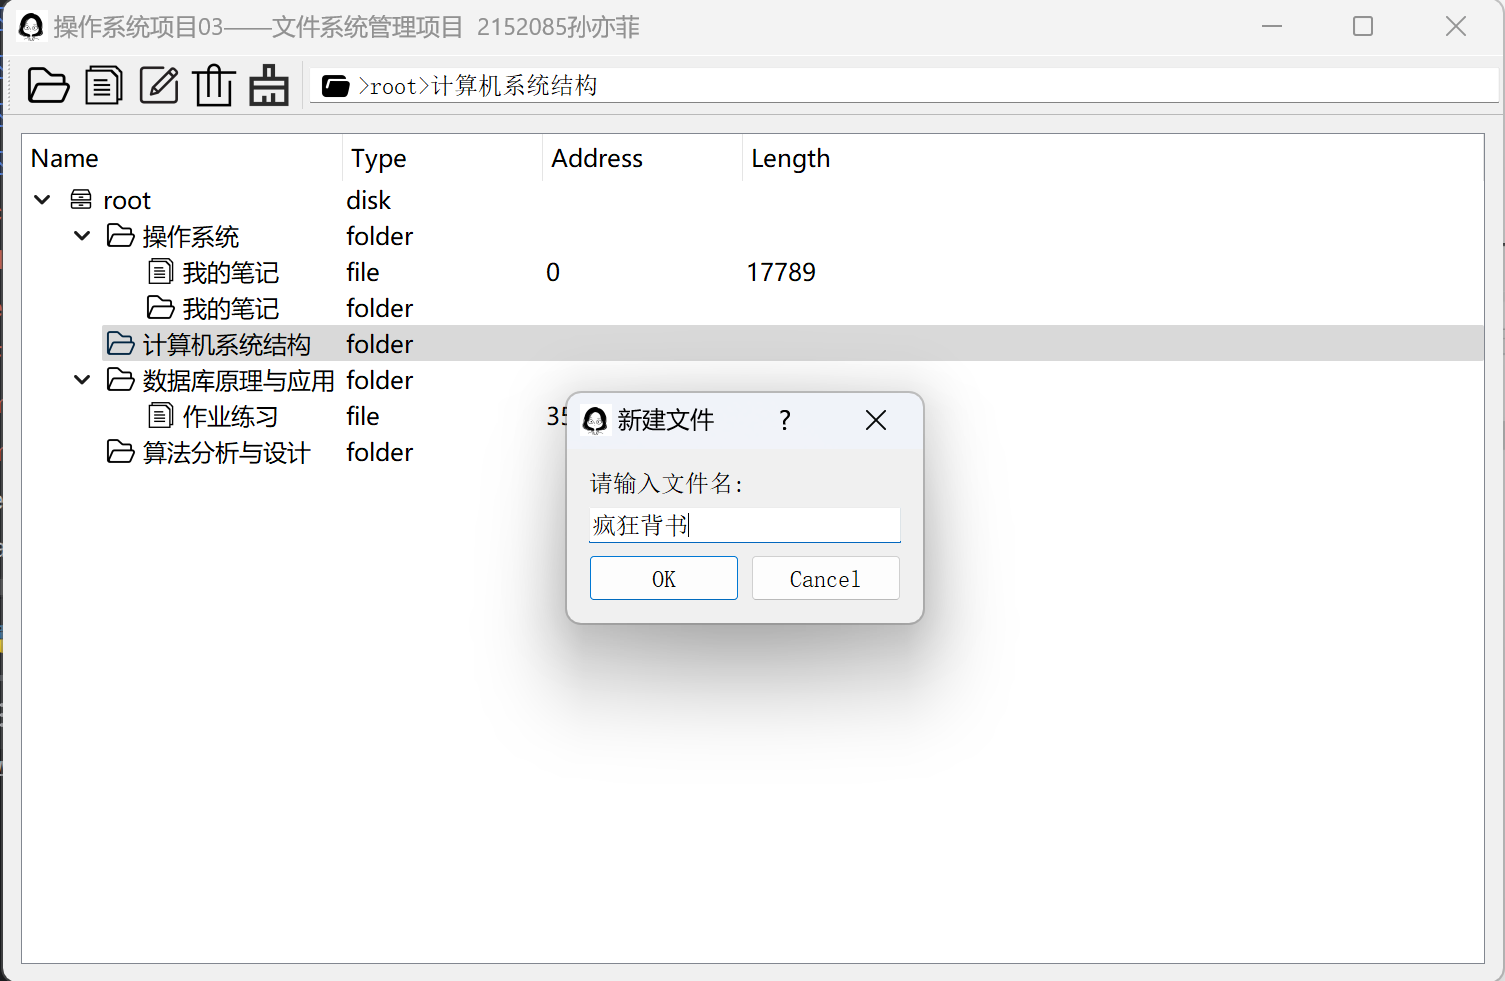 操作系统项目03——文件系统管理项目 2152085孙亦菲
>root>计算机系统结构
Name Type Address Length
root disk
操作系统 folder
我的笔记 file 0 17789
我的笔记 folder
计算机系统结构 folder
数据库原理与应用 folder
作业练习 file
算法分析与设计 folder
新建文件 ?
请输入文件名:
疯狂背书
OK Cancel